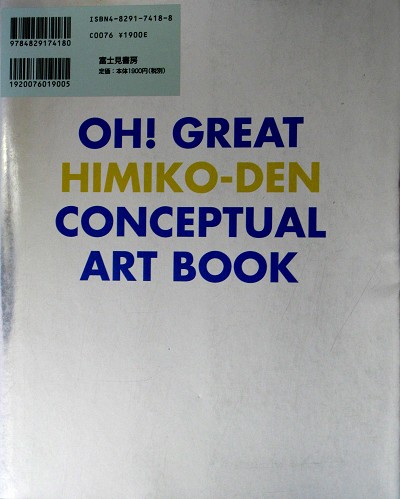 ISBN4-8291-7418-8
C0076 ¥1900E
9784829174180
富士見書房
定価:本体1900円(税別)
1920076019005
OH! GREAT
HIMIKO-DEN
CONCEPTUAL
ART BOOK